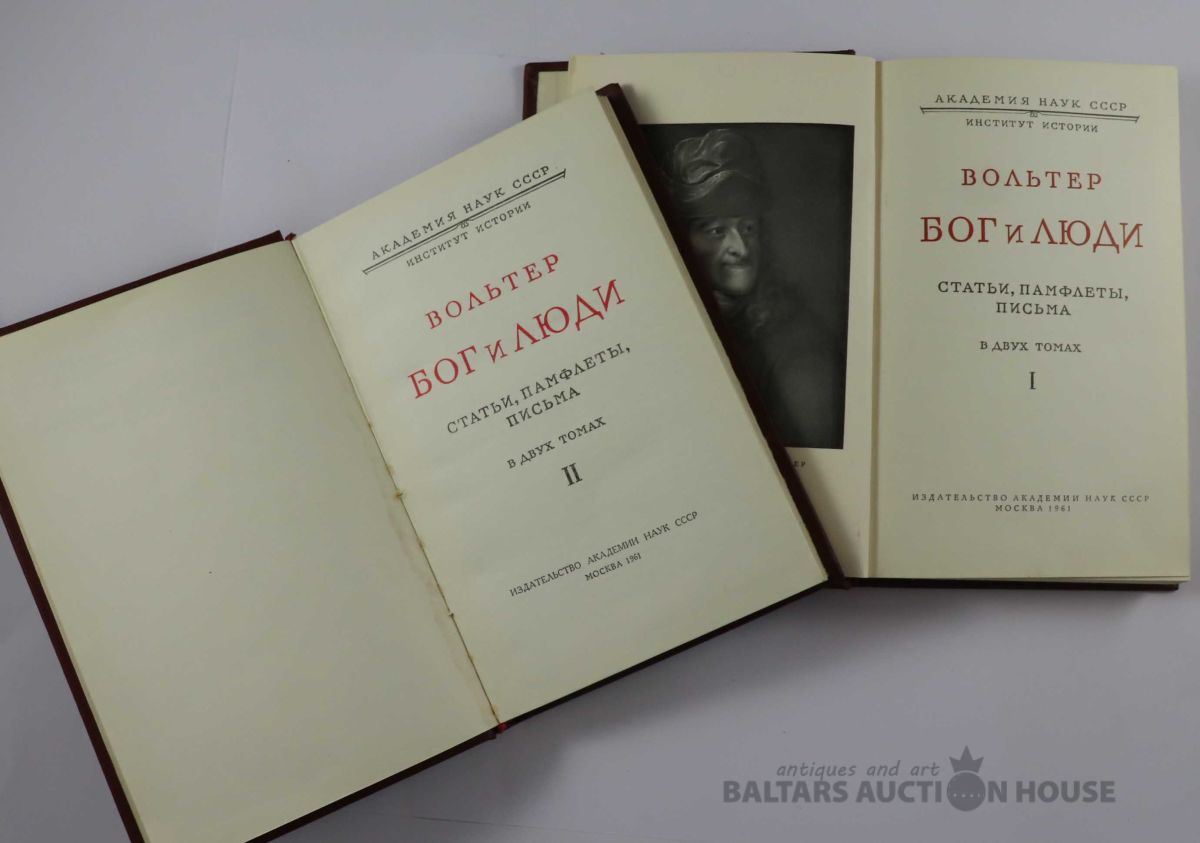 АКАДЕМИЯ НАУК СССР
ИНСТИТУТ ИСТОРИИ
ВОЛЬТЕР
БОГ И ЛЮДИ
СТАТЬИ, ПАМФЛЕТЫ,
ПИСЬМА
В ДВУХ ТОМАХ
II
ИЗДАТЕЛЬСТВО АКАДЕМИИ НАУК СССР
МОСКВА 1961
АКАДЕМИЯ НАУК СССР
ИНСТИТУТ ИСТОРИИ
ВОЛЬТЕР
БОГ И ЛЮДИ
СТАТЬИ, ПАМФЛЕТЫ,
ПИСЬМА
В ДВУХ ТОМАХ
I
ИЗДАТЕЛЬСТВО АКАДЕМИИ НАУК СССР
МОСКВА 1961
antiques and art
BALTARS AUCTION HOUSE